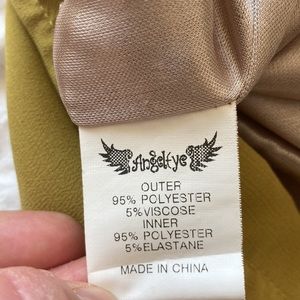 Angeleye
OUTER
95% POLYESTER
5%VISCOSE
INNER
95% POLYESTER
5%ELASTANE
MADE IN CHINA